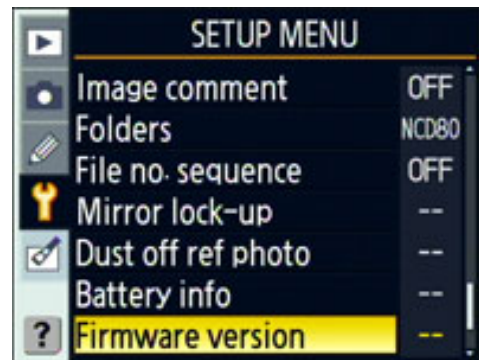 SETUP MENU
Image comment OFF
Folders NCD80
File no. sequence OFF
Mirror lock-up --
Dust off ref photo --
Battery info --
? Firmware version --